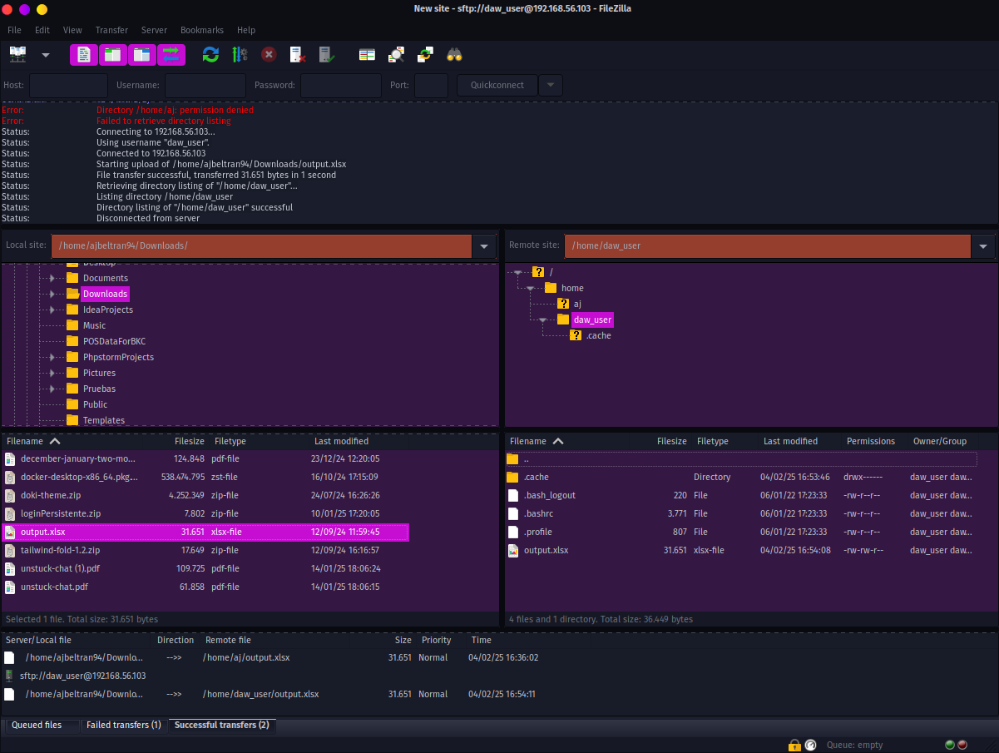 New site - sftp://daw_user@192.168.56.103 - FileZilla
File Edit View Transfer Server Bookmarks Help
Host: Username: Password: Port: Quickconnect
Error: Directory /home/aj: permission denied
Error: Failed to retrieve directory listing
Status: Connecting to 192.168.56.103...
Status: Using username "daw_user".
Status: Connected to 192.168.56.103
Status: Starting upload of /home/ajbeltran94/Downloads/output.xlsx
Status: File transfer successful, transferred 31.651 bytes in 1 second
Status: Retrieving directory listing of "/home/daw_user"...
Status: Listing directory /home/daw_user
Status: Directory listing of "/home/daw_user" successful
Status: Disconnected from server
Local site: /home/ajbeltran94/Downloads/
Desktop
Documents
Downloads
IdeaProjects
Music
POSDataForBKC
PhpstormProjects
Pictures
Pruebas
Public
Templates
Remote site: /home/daw_user
/
home
aj
daw_user
.cache
Filename Filesize Filetype Last modified
december-january-two-mo... 124.848 pdf-file 23/12/24 12:20:05
docker-desktop-x86_64.pkg... 538.474.795 zst-file 16/10/24 17:15:09
doki-theme.zip 4.252.349 zip-file 24/07/24 16:26:26
loginPersistente.zip 7.802 zip-file 10/01/25 17:20:05
output.xlsx 31.651 xlsx-file 12/09/24 11:59:45
tailwind-fold-1.2.zip 17.649 zip-file 12/09/24 16:16:57
unstuck-chat (1).pdf 109.725 pdf-file 14/01/25 18:06:24
unstuck-chat.pdf 61.858 pdf-file 14/01/25 18:06:15
Selected 1 file. Total size: 31.651 bytes
Filename Filesize Filetype Last modified Permissions Owner/Group
..
.cache Directory 04/02/25 16:53:46 drwx------ daw_user daw...
.bash_logout 220 File 06/01/22 17:23:33 -rw-r--r-- daw_user daw...
.bashrc 3.771 File 06/01/22 17:23:33 -rw-r--r-- daw_user daw...
.profile 807 File 06/01/22 17:23:33 -rw-r--r-- daw_user daw...
output.xlsx 31.651 xlsx-file 04/02/25 16:54:08 -rw-rw-r-- daw_user daw...
4 files and 1 directory. Total size: 36.449 bytes
Server/Local file Direction Remote file Size Priority Time
/home/ajbeltran94/Downlo... -->> /home/aj/output.xlsx 31.651 Normal 04/02/25 16:36:02
sftp://daw_user@192.168.56.103
/home/ajbeltran94/Downlo... -->> /home/daw_user/output.xlsx 31.651 Normal 04/02/25 16:54:11
Queued files Failed transfers (1) Successful transfers (2)
Queue: empty